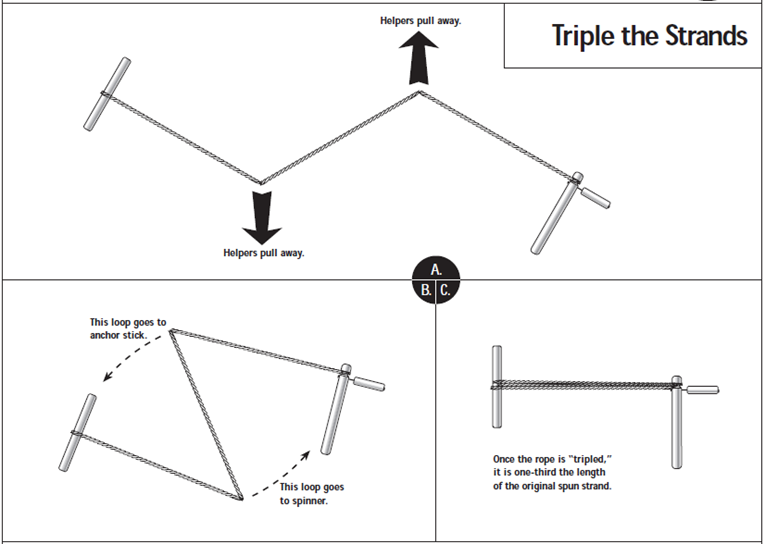 Triple the Strands
Helpers pull away.
Helpers pull away.
A.
B. C.
This loop goes to
anchor stick.
This loop goes
to spinner.
Once the rope is “tripled,”
it is one-third the length
of the original spun strand.